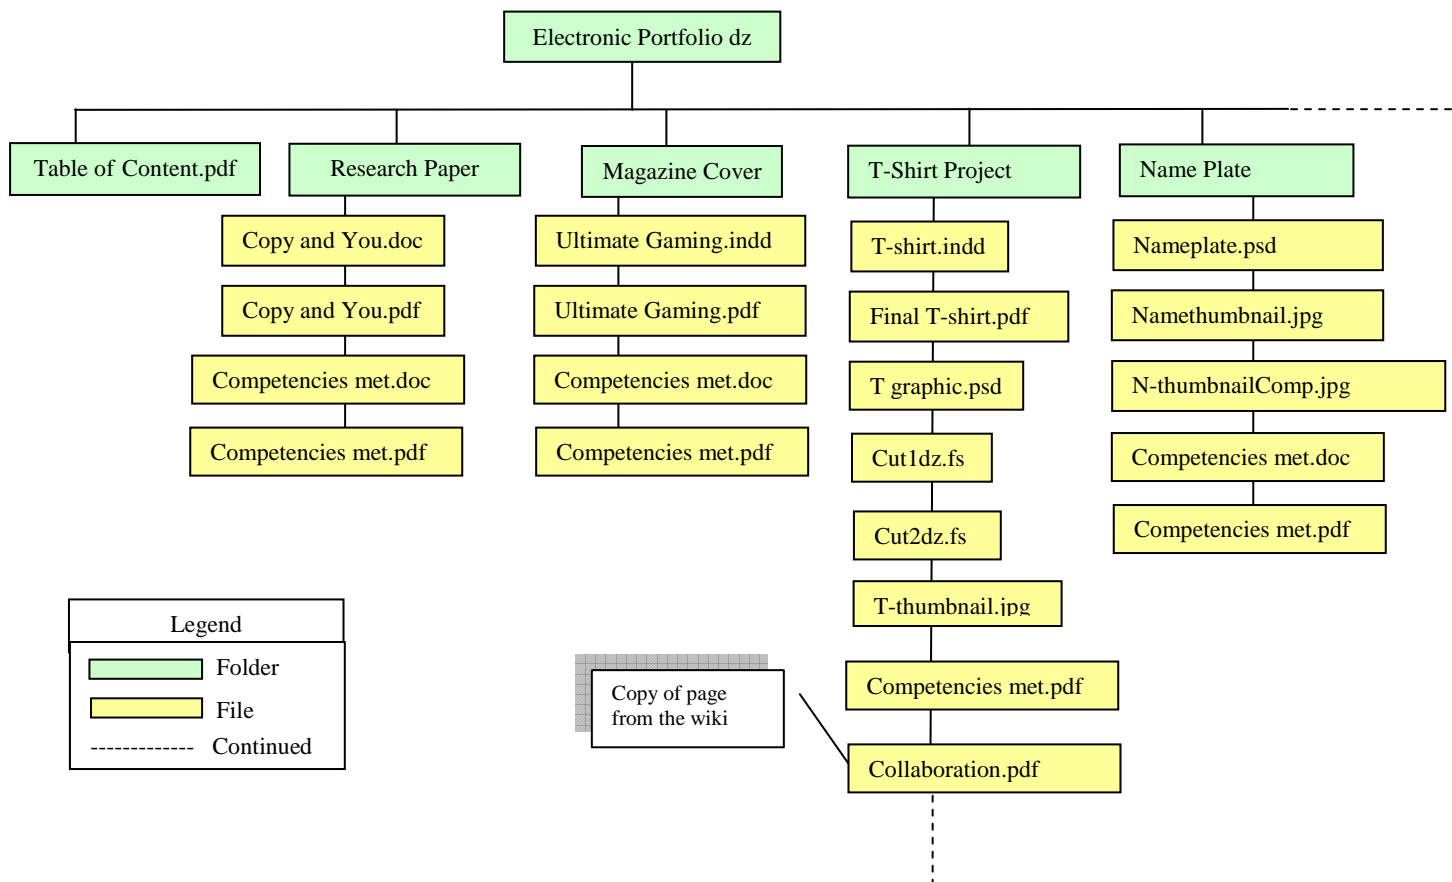 Electronic Portfolio dz
Table of Content.pdf
Research Paper
Magazine Cover
T-Shirt Project
Name Plate
Copy and You.doc
Copy and You.pdf
Competencies met.doc
Competencies met.pdf
Ultimate Gaming.indd
Ultimate Gaming.pdf
Competencies met.doc
Competencies met.pdf
T-shirt.indd
Final T-shirt.pdf
T graphic.psd
Cut1dz.fs
Cut2dz.fs
T-thumbnail.jpg
Competencies met.pdf
Collaboration.pdf
Nameplate.psd
Namethumbnail.jpg
N-thumbnailComp.jpg
Competencies met.doc
Competencies met.pdf
Copy of page
from the wiki
Legend
Folder
File
Continued